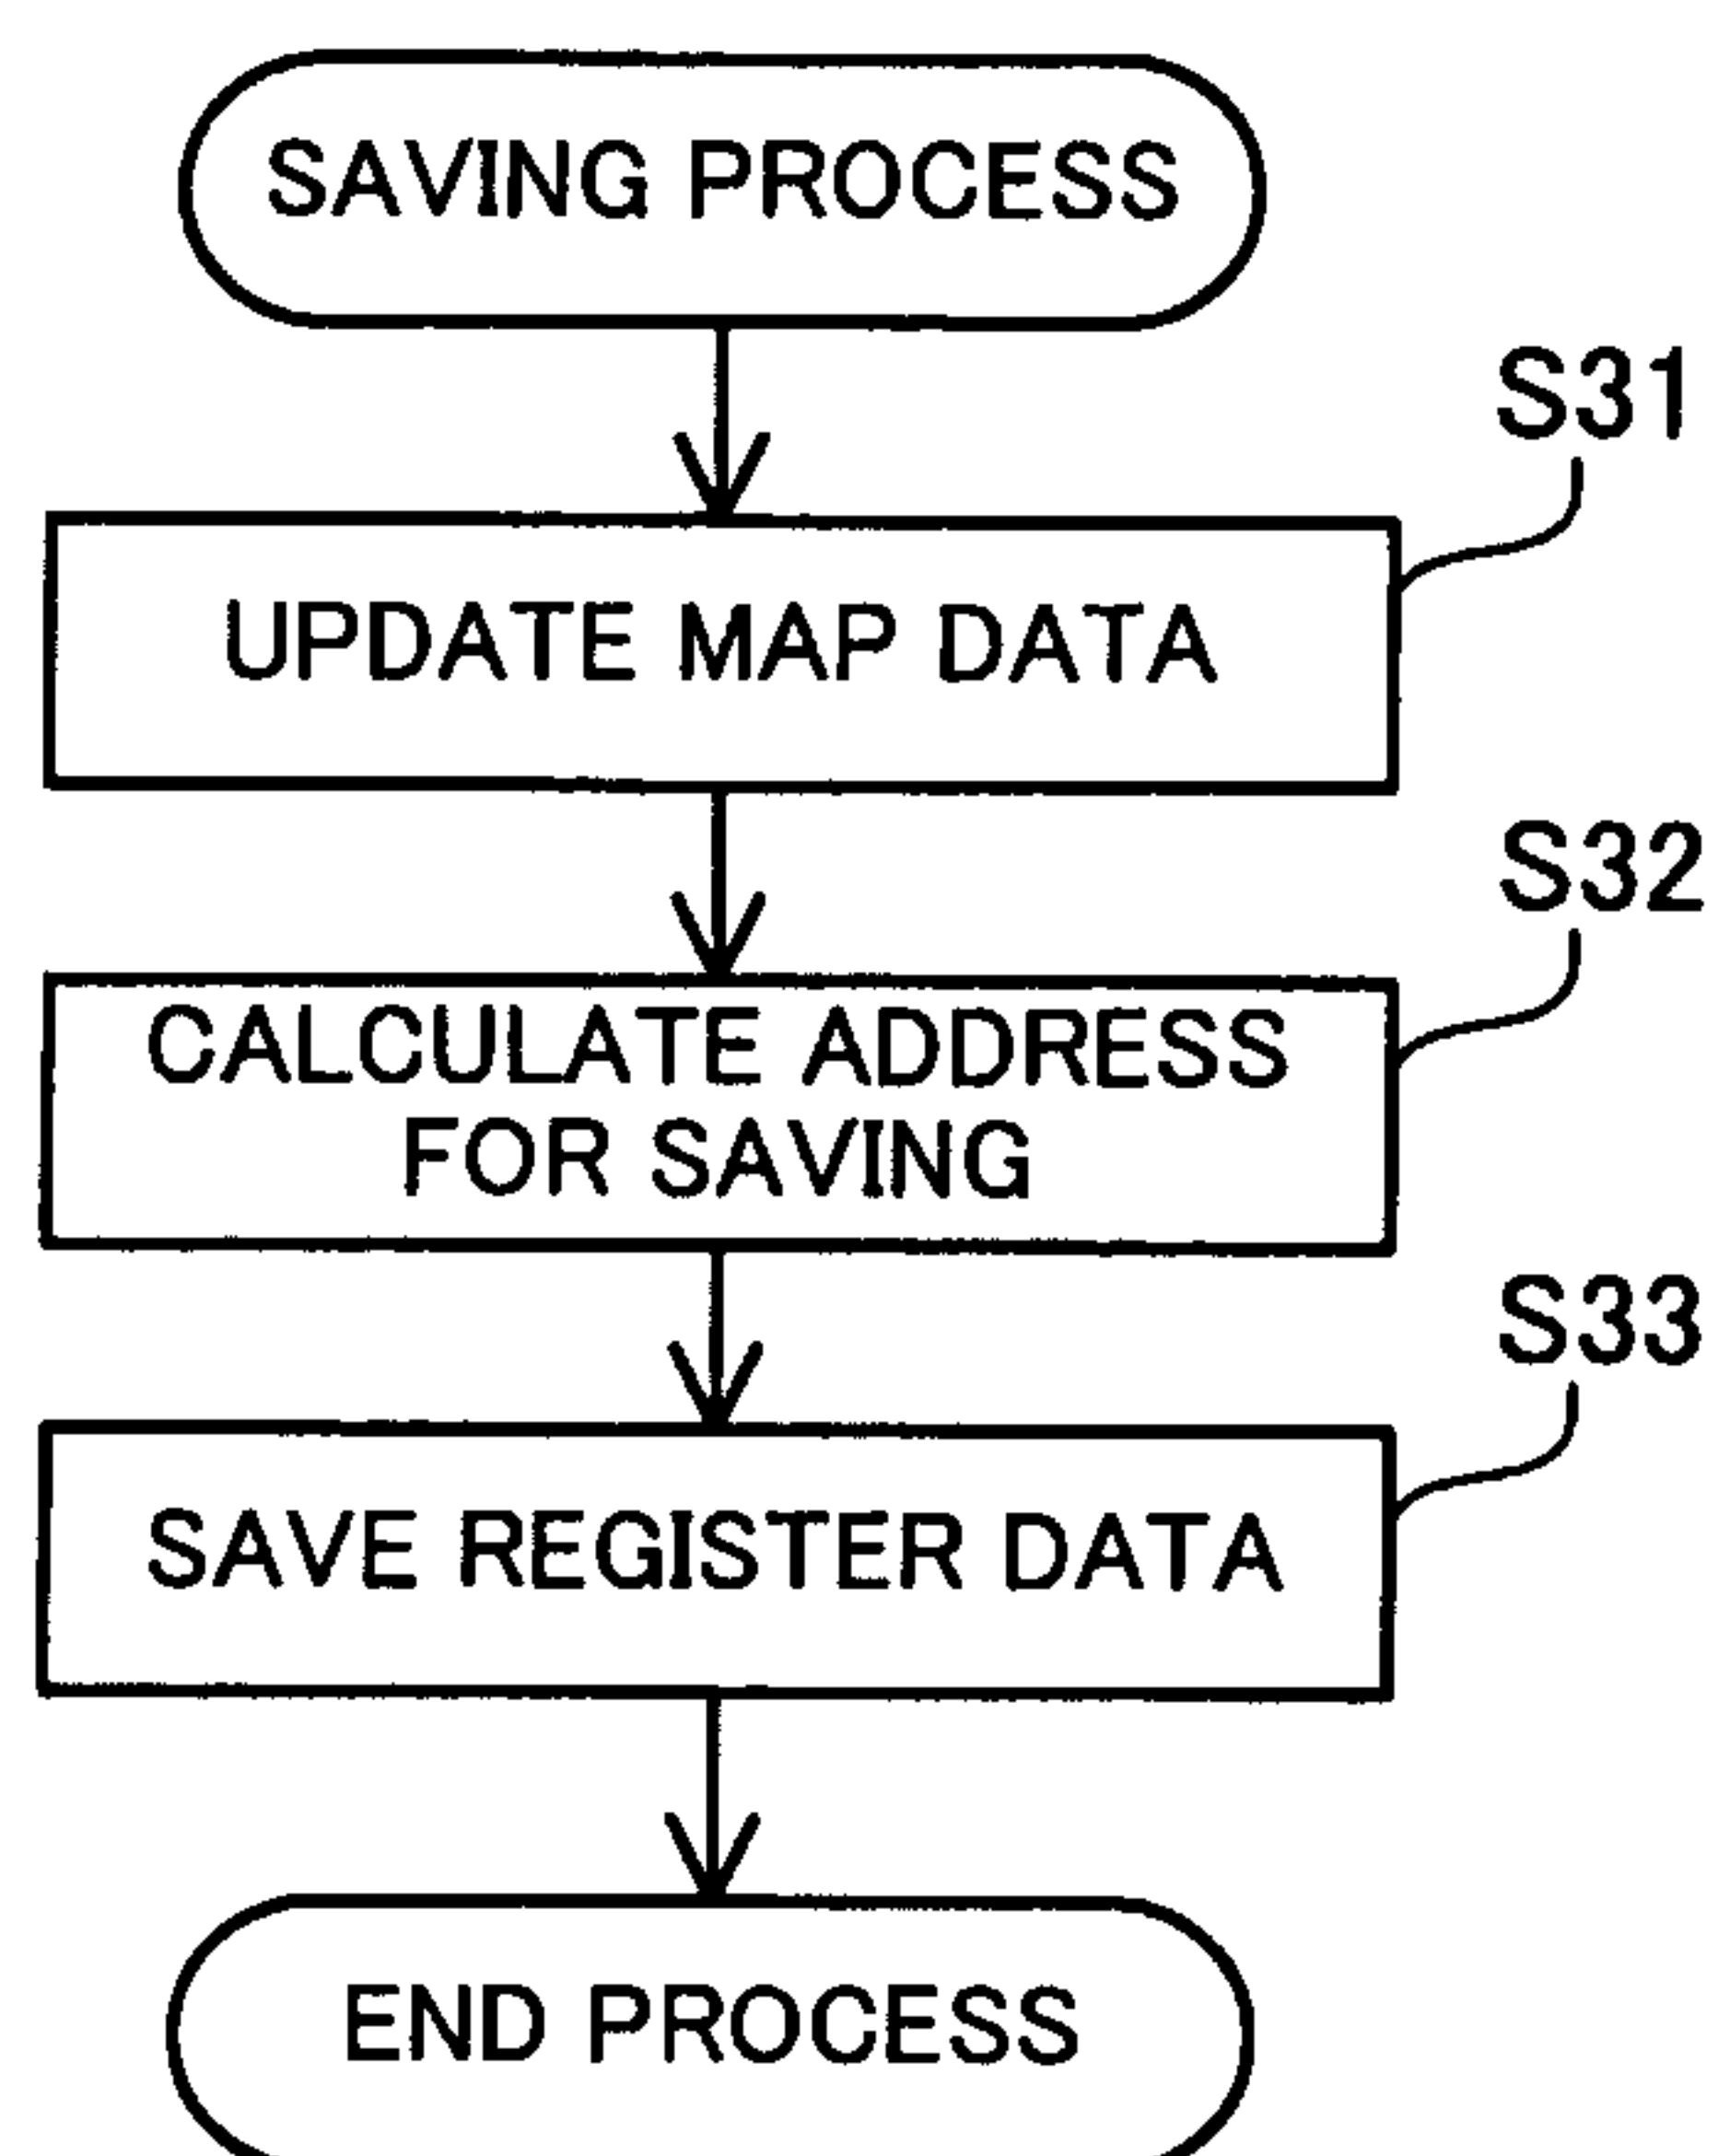 SAVING PROCESS
S31
UPDATE MAP DATA
S32
CALCULATE ADDRESS
FOR SAVING
S33
SAVE REGISTER DATA
END PROCESS